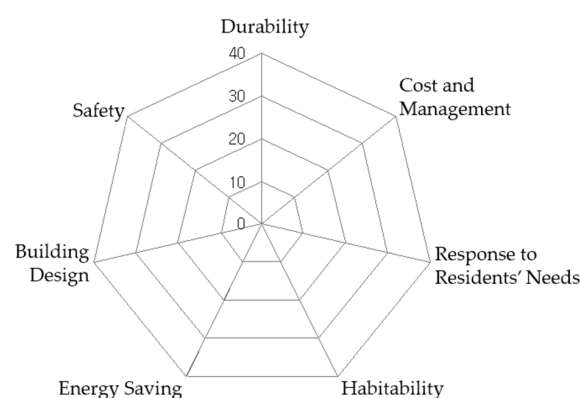 Durability
40
30
20
10
0
Cost and
Management
Safety
Response to
Residents' Needs
Building
Design
Energy Saving
Habitability